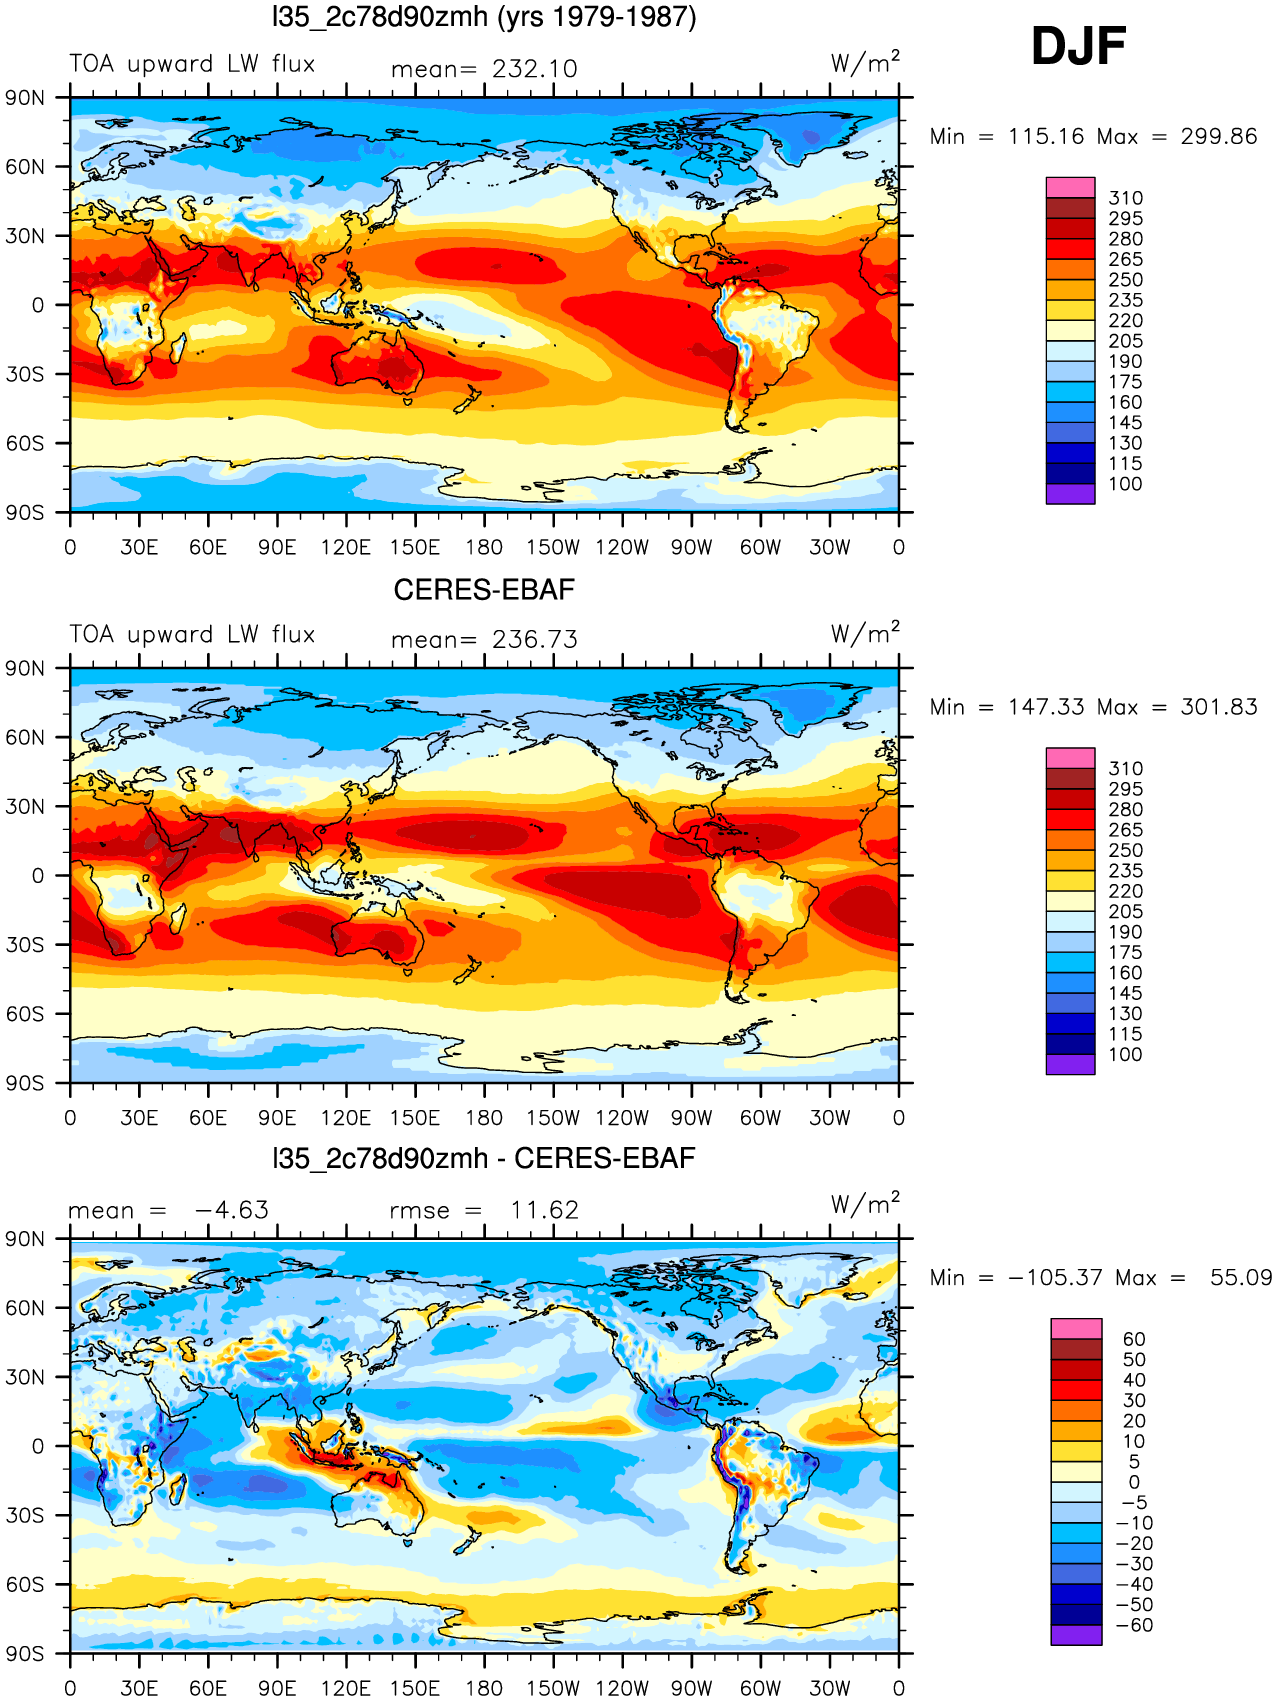 l35_2c78d90zmh (yrs 1979-1987)
DJF
TOA upward LW flux mean= 232.10 W/m²
Min = 115.16 Max = 299.86
90N
60N
30N
0
30S
60S
90S
0 30E 60E 90E 120E 150E 180 150W 120W 90W 60W 30W 0
310
295
280
265
250
235
220
205
190
175
160
145
130
115
100
CERES-EBAF
TOA upward LW flux mean= 236.73 W/m²
Min = 147.33 Max = 301.83
90N
60N
30N
0
30S
60S
90S
0 30E 60E 90E 120E 150E 180 150W 120W 90W 60W 30W 0
310
295
280
265
250
235
220
205
190
175
160
145
130
115
100
l35_2c78d90zmh - CERES-EBAF
mean = -4.63 rmse = 11.62 W/m²
Min = -105.37 Max = 55.09
90N
60N
30N
0
30S
60S
90S
0 30E 60E 90E 120E 150E 180 150W 120W 90W 60W 30W 0
60
50
40
30
20
10
5
0
-5
-10
-20
-30
-40
-50
-60